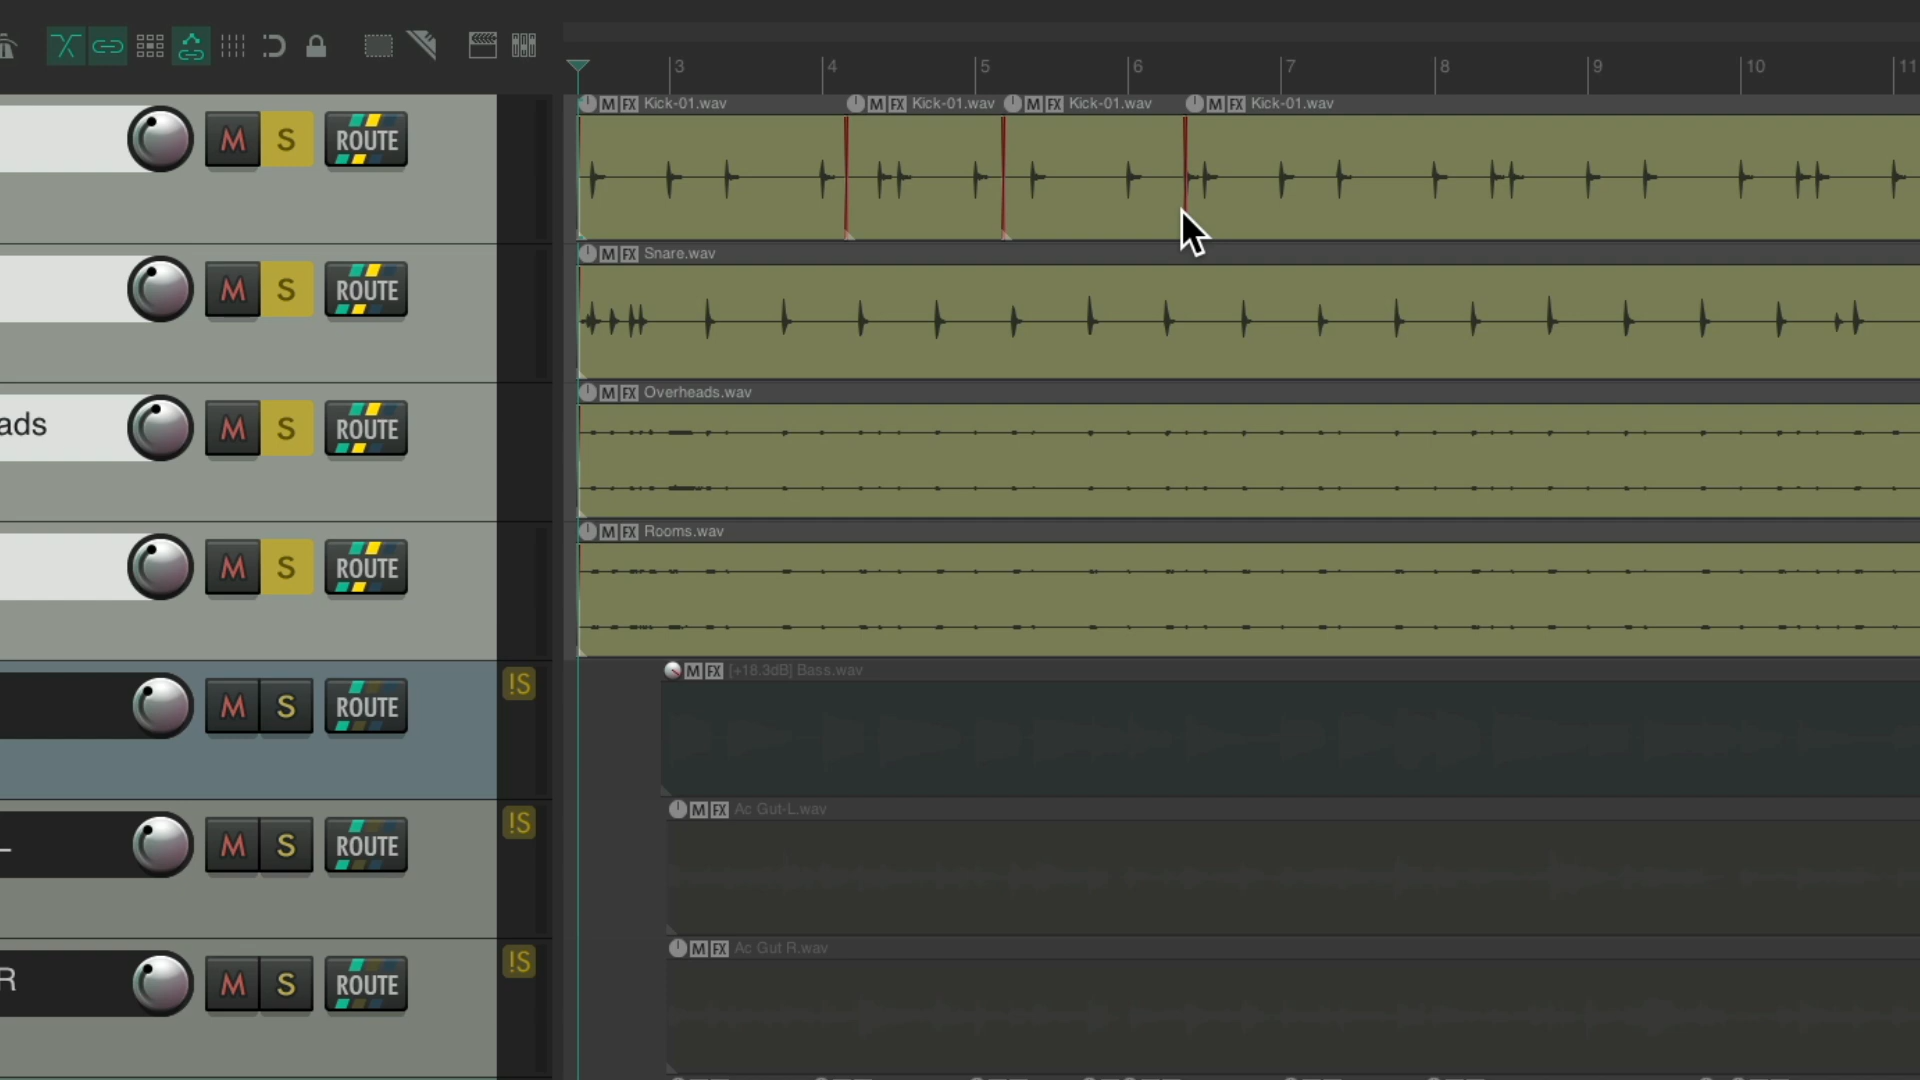 3 4 5 6 7 8 9 10 11
M FX Kick-01.wav M FX Kick-01.wav M FX Kick-01.wav M FX Kick-01.wav
M S ROUTE
M FX Snare.wav
M S ROUTE
M FX Overheads.wav
ads M S ROUTE
M FX Rooms.wav
M S ROUTE
M FX [+18.3dB] Bass.wav
M S ROUTE !S
M FX Ac Gut-L.wav
L M S ROUTE !S
M FX Ac Gut R.wav
R M S ROUTE !S